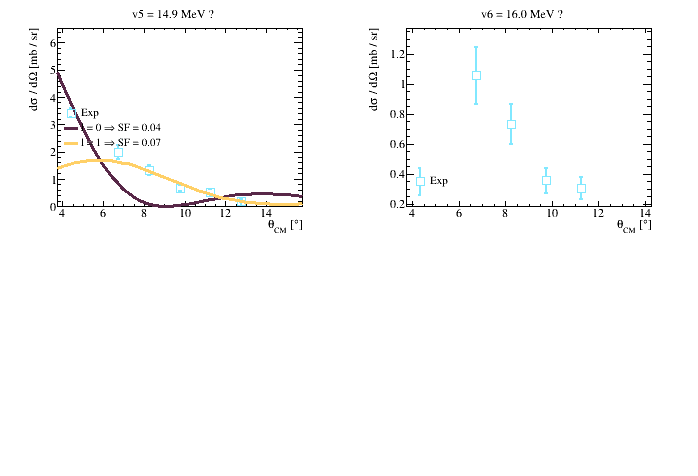 v5 = 14.9 MeV ?
dσ / dΩ [mb / sr]
6
5
4
3
2
1
0
Exp
l = 0 ⇒ SF = 0.04
l = 1 ⇒ SF = 0.07
4 6 8 10 12 14
θCM [°]
v6 = 16.0 MeV ?
dσ / dΩ [mb / sr]
1.2
1
0.8
0.6
0.4
0.2
Exp
4 6 8 10 12 14
θCM [°]